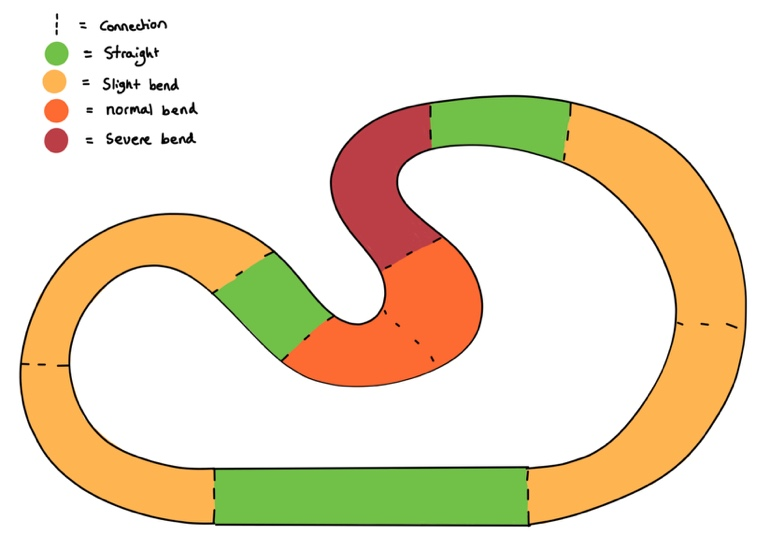 = Connection
= Straight
= Slight bend
= normal bend
= Severe bend